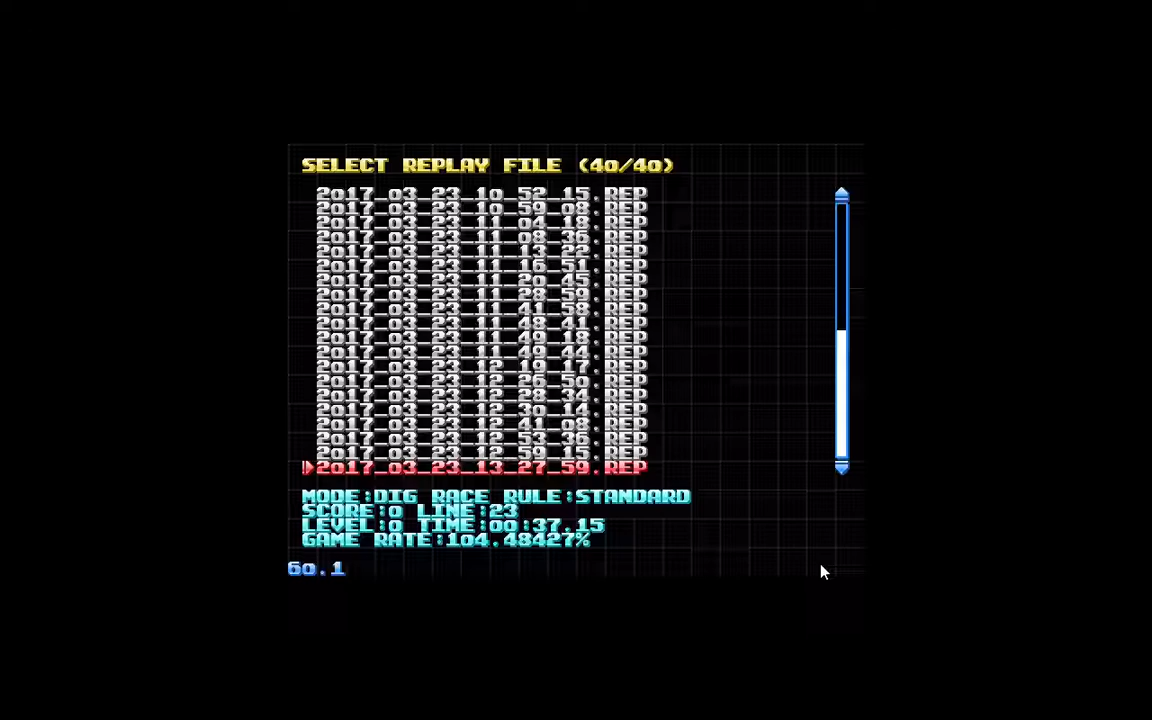 SELECT REPLAY FILE (40/40)
2017_03_23_10_52_15.REP
2017_03_23_10_59_08.REP
2017_03_23_11_04_18.REP
2017_03_23_11_08_36.REP
2017_03_23_11_13_22.REP
2017_03_23_11_16_51.REP
2017_03_23_11_20_45.REP
2017_03_23_11_28_59.REP
2017_03_23_11_41_58.REP
2017_03_23_11_48_41.REP
2017_03_23_11_49_18.REP
2017_03_23_11_49_44.REP
2017_03_23_12_19_17.REP
2017_03_23_12_26_50.REP
2017_03_23_12_28_34.REP
2017_03_23_12_30_14.REP
2017_03_23_12_41_08.REP
2017_03_23_12_53_36.REP
2017_03_23_12_59_15.REP
2017_03_23_13_27_59.REP
MODE:DIG RACE RULE:STANDARD
SCORE:0 LINE:23
LEVEL:0 TIME:00:37.15
GAME RATE:104.48427%
60.1